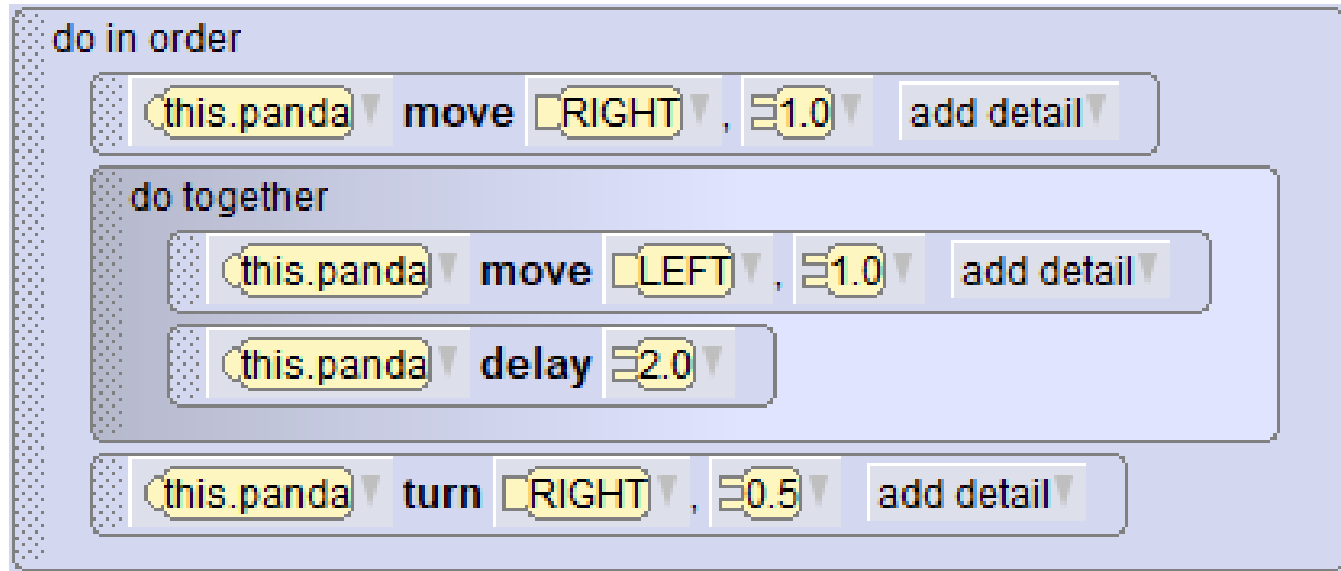 do in order
this.panda move RIGHT , 1.0 add detail
do together
this.panda move LEFT , 1.0 add detail
this.panda delay 2.0
this.panda turn RIGHT , 0.5 add detail